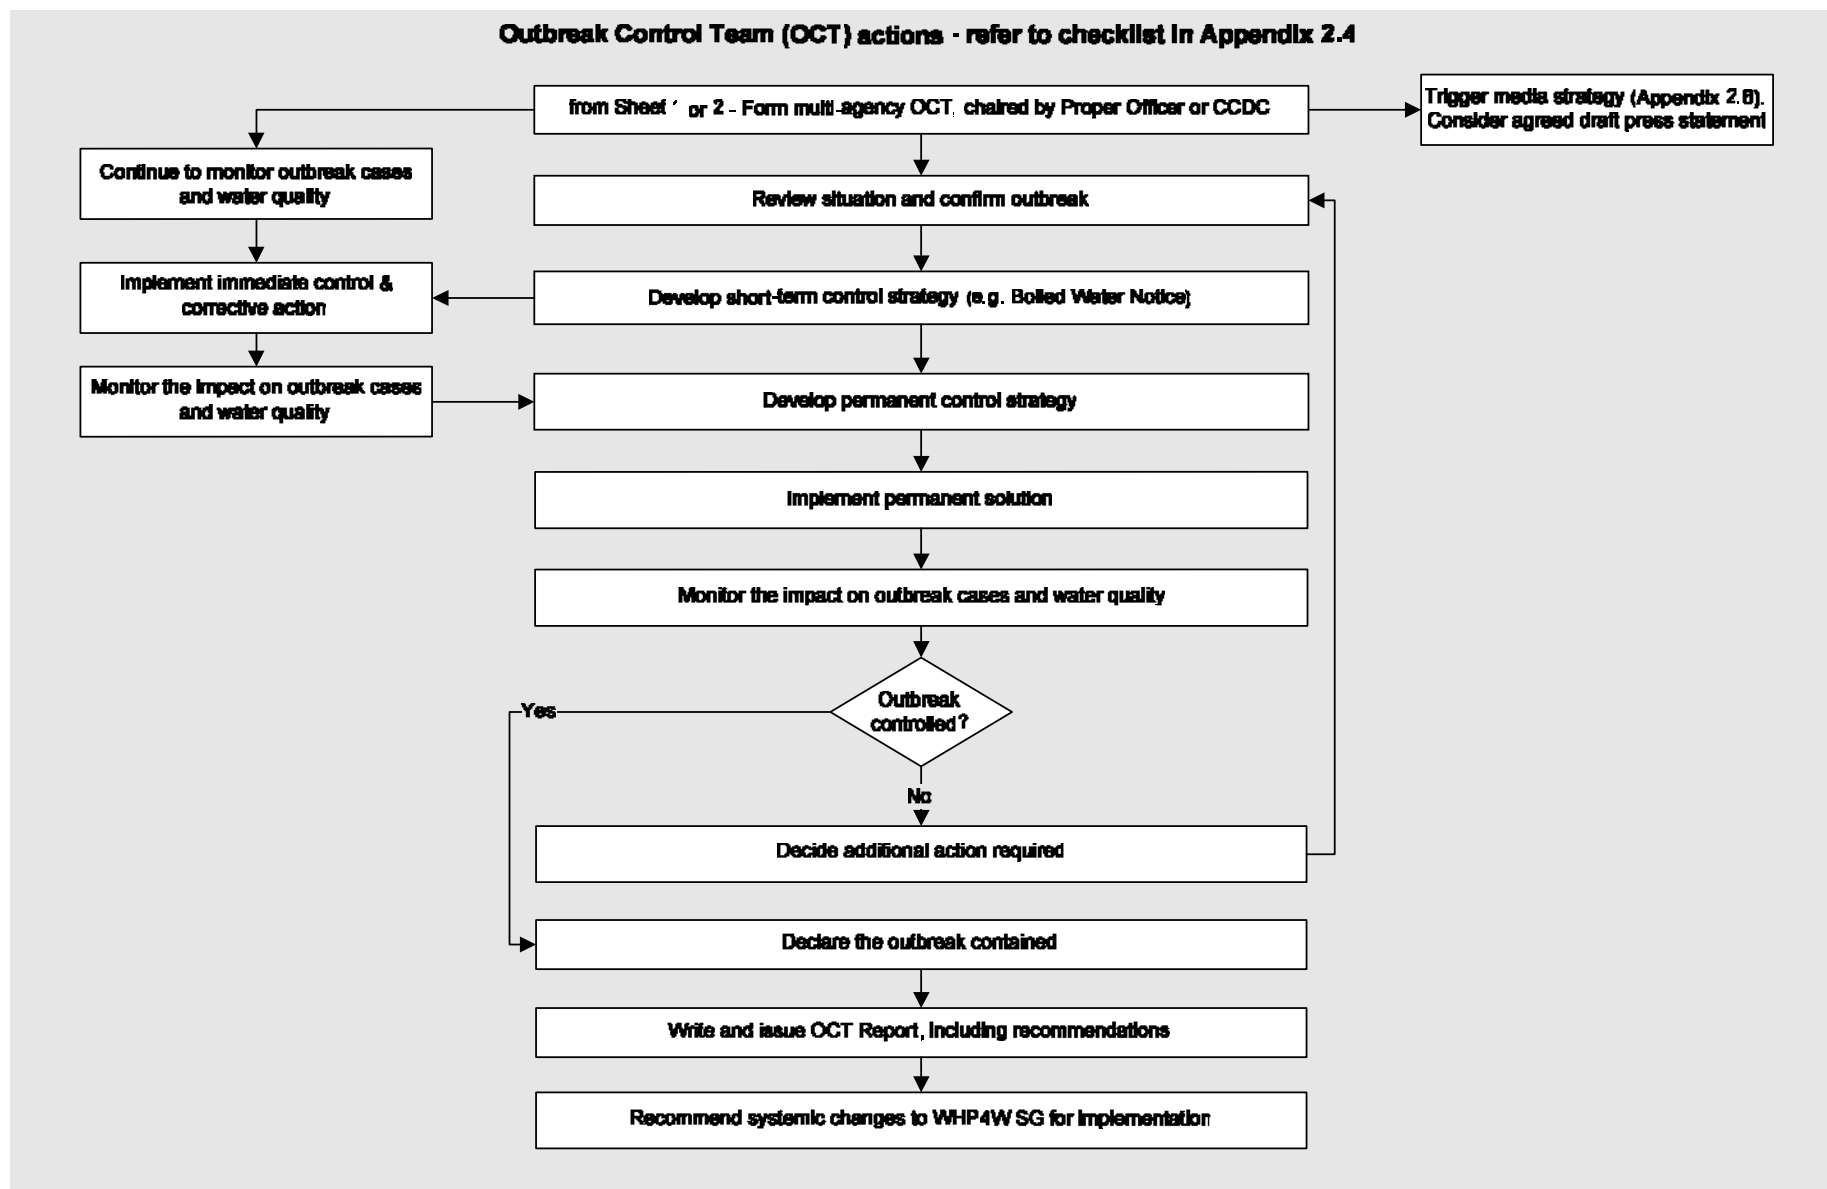 Outbreak Control Team (OCT) actions - refer to checklist in Appendix 2.4
from Sheet 1 or 2 - Form multi-agency OCT, chaired by Proper Officer or CCDC
Trigger media strategy (Appendix 2.6).
Consider agreed draft press statement
Continue to monitor outbreak cases
and water quality
Review situation and confirm outbreak
Implement immediate control &
corrective action
Develop short-term control strategy (e.g. Boiled Water Notice)
Monitor the impact on outbreak cases
and water quality
Develop permanent control strategy
Implement permanent solution
Monitor the impact on outbreak cases and water quality
Outbreak
controlled?
Yes
No
Decide additional action required
Declare the outbreak contained
Write and issue OCT Report, including recommendations
Recommend systemic changes to WHP4W SG for implementation